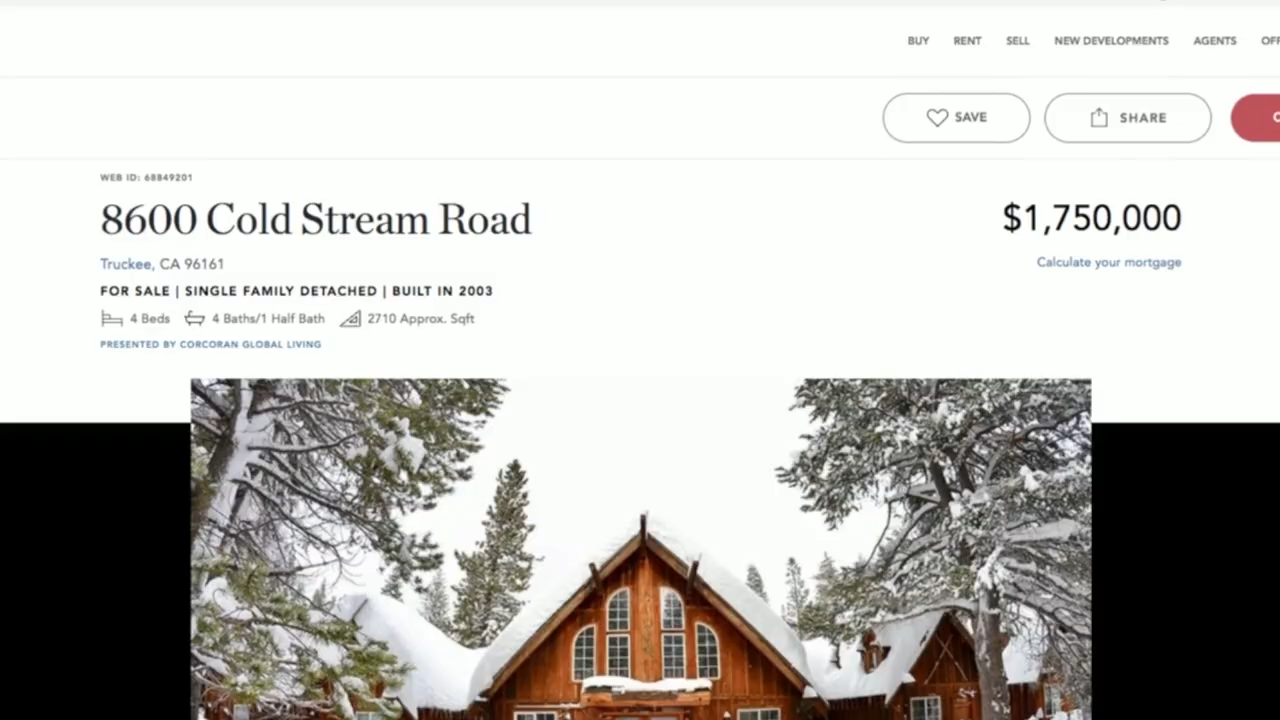 BUY RENT SELL NEW DEVELOPMENTS AGENTS
SAVE SHARE
WEB ID: 68849201
8600 Cold Stream Road
$1,750,000
Truckee, CA 96161
Calculate your mortgage
FOR SALE | SINGLE FAMILY DETACHED | BUILT IN 2003
4 Beds 4 Baths/1 Half Bath 2710 Approx. Sqft
PRESENTED BY CORCORAN GLOBAL LIVING